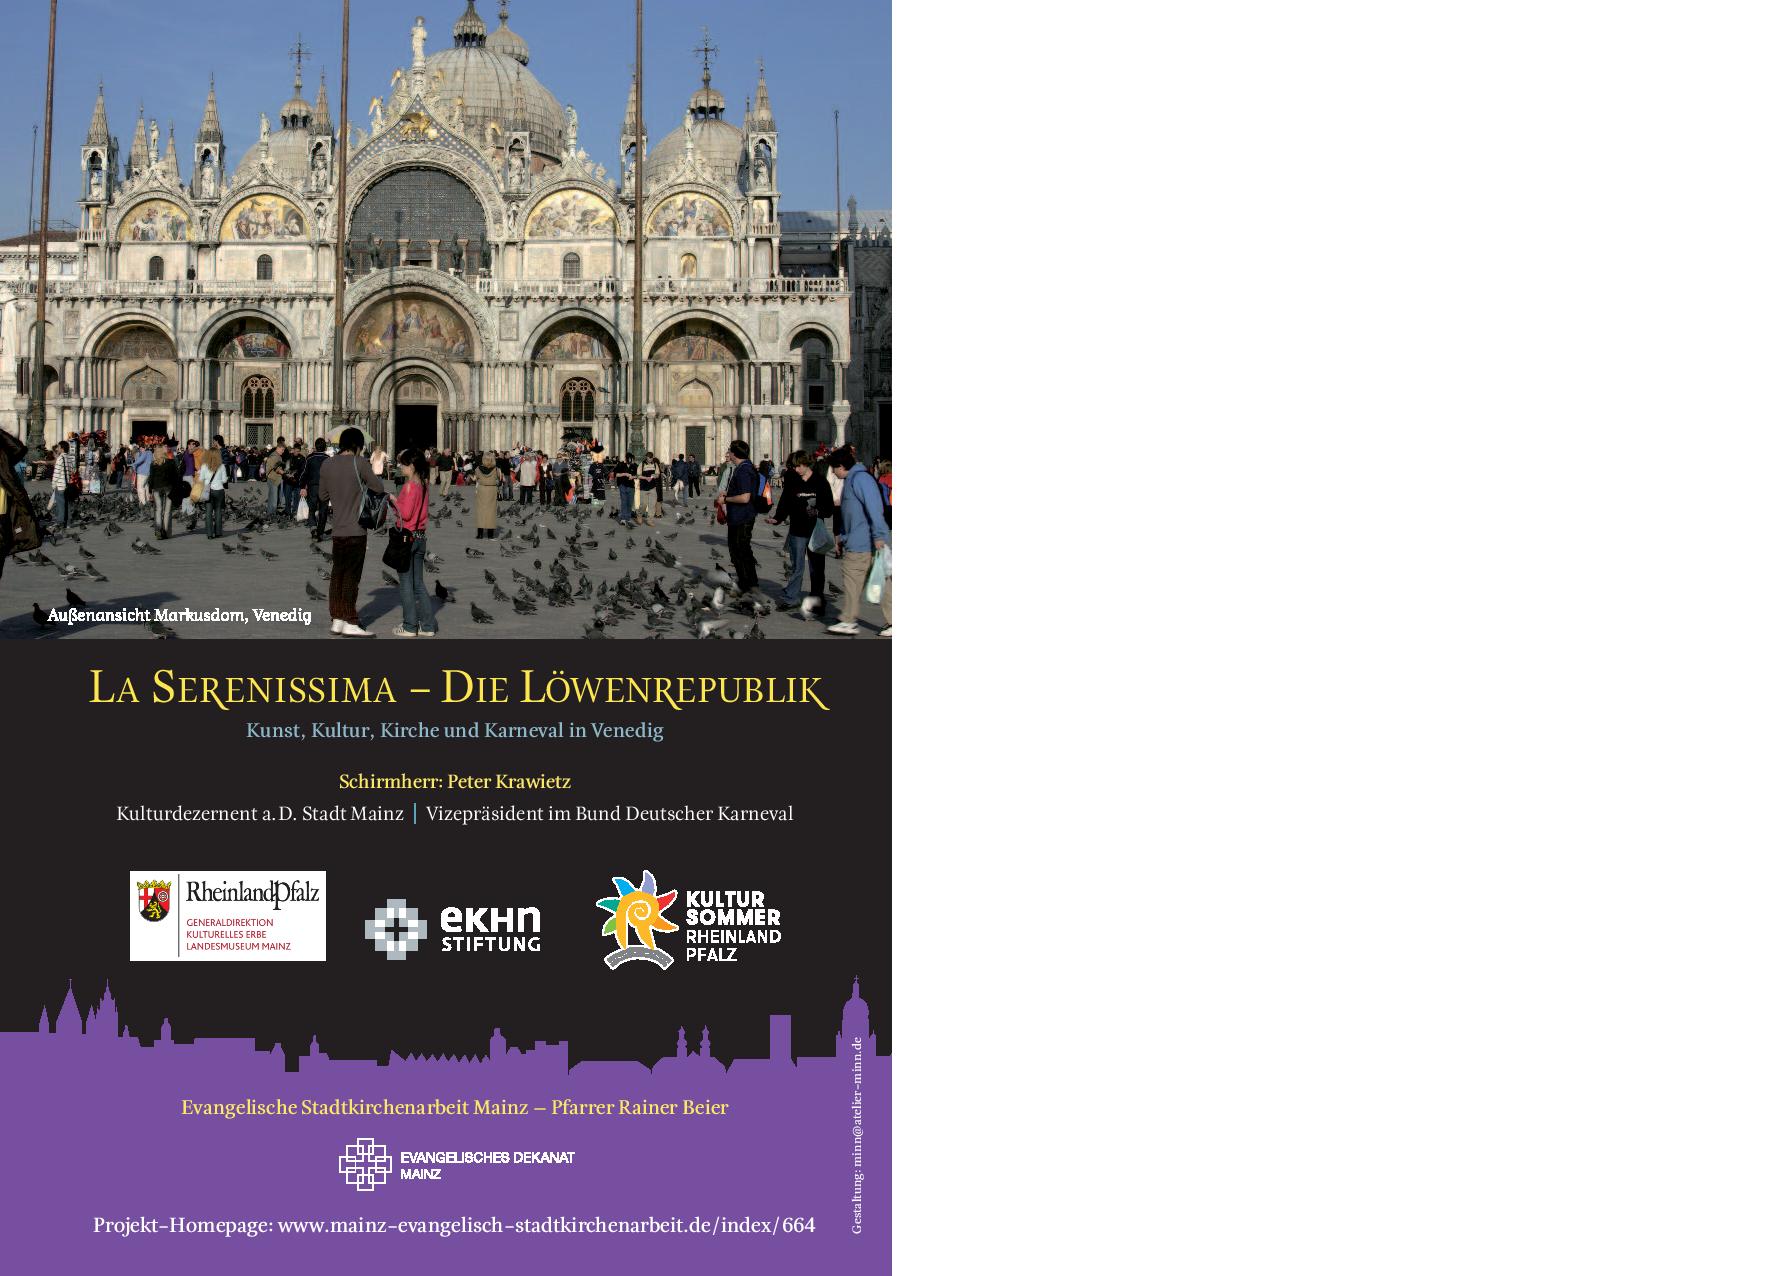 Außenansicht Markusdom, Venedig
La Serenissima – Die Löwenrepublik
Kunst, Kultur, Kirche und Karneval in Venedig
Schirmherr: Peter Krawietz
Kulturdezernent a. D. Stadt Mainz | Vizepräsident im Bund Deutscher Karneval
RheinlandPfalz
GENERALDIREKTION
KULTURELLES ERBE
LANDESMUSEUM MAINZ
eKHn
STIFTUNG
KULTUR
SOMMER
RHEINLAND
PFALZ
Evangelische Stadtkirchenarbeit Mainz – Pfarrer Rainer Beier
EVANGELISCHES DEKANAT
MAINZ
Projekt-Homepage: www.mainz-evangelisch-stadtkirchenarbeit.de/index/664
Gestaltung: minn@atelier-minn.de